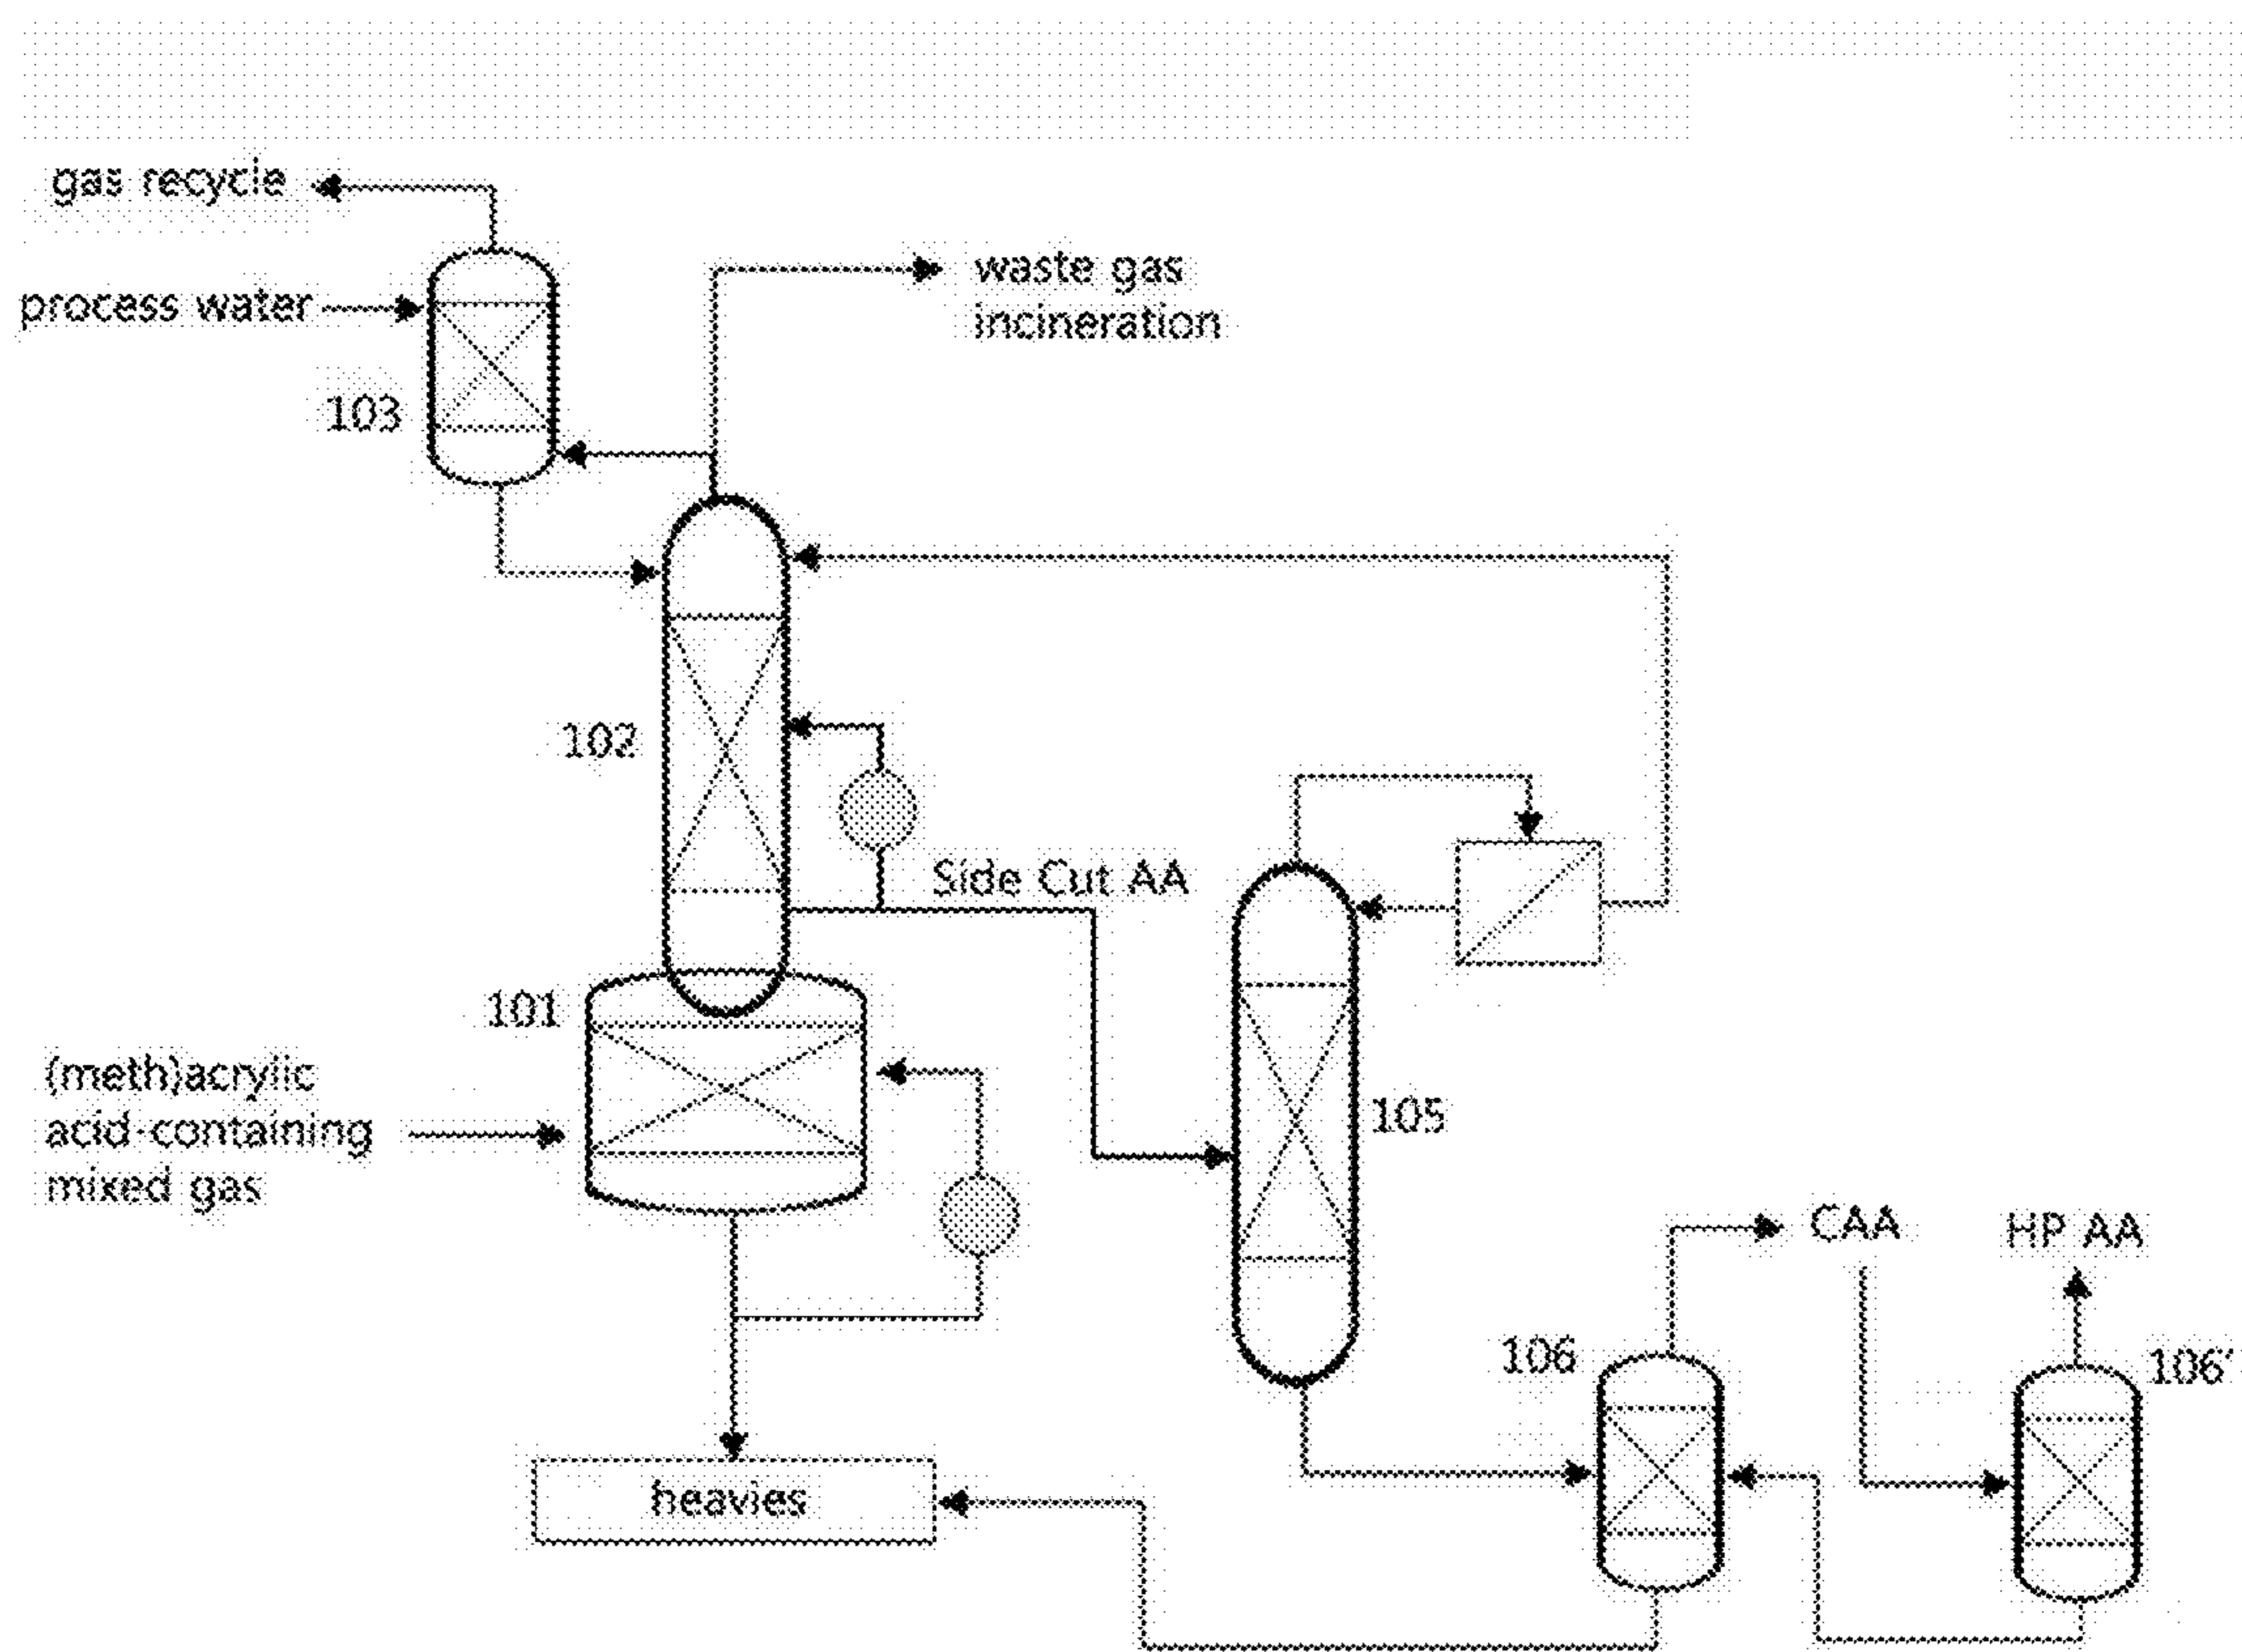 gas recycle
process water
waste gas
incineration
103
102
Side Cut AA
101
(meth)acrylic
acid-containing
mixed gas
105
CAA
HP AA
106
106'
heavies